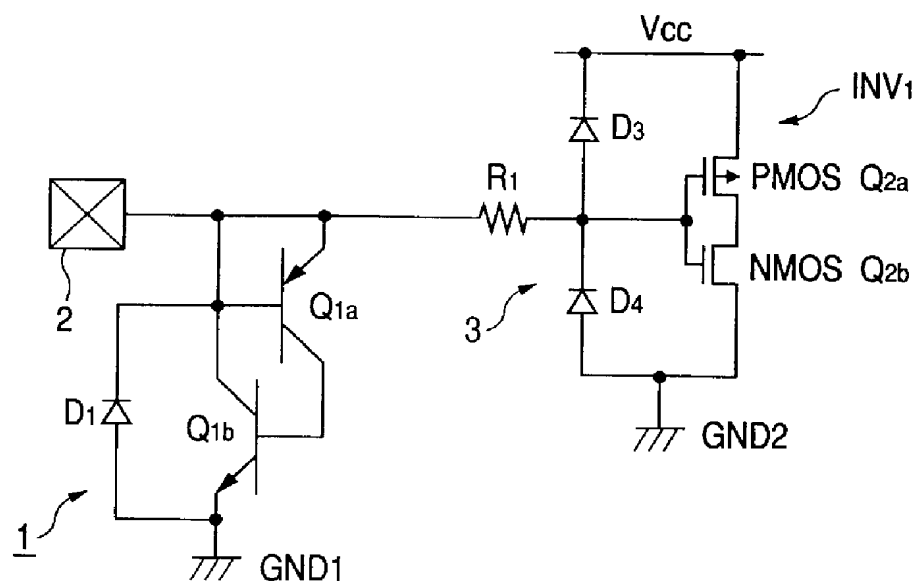 Vcc
INV1
D3
R1
PMOS Q2a
NMOS Q2b
2
Q1a
3
D4
D1
Q1b
GND2
1
GND1